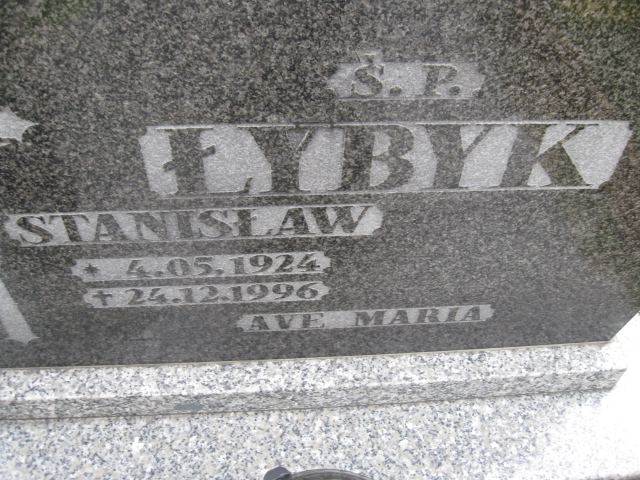 Ś. P.
ŁYBYK
STANISŁAW
* 4.05.1924
✝ 24.12.1996
AVE MARIA